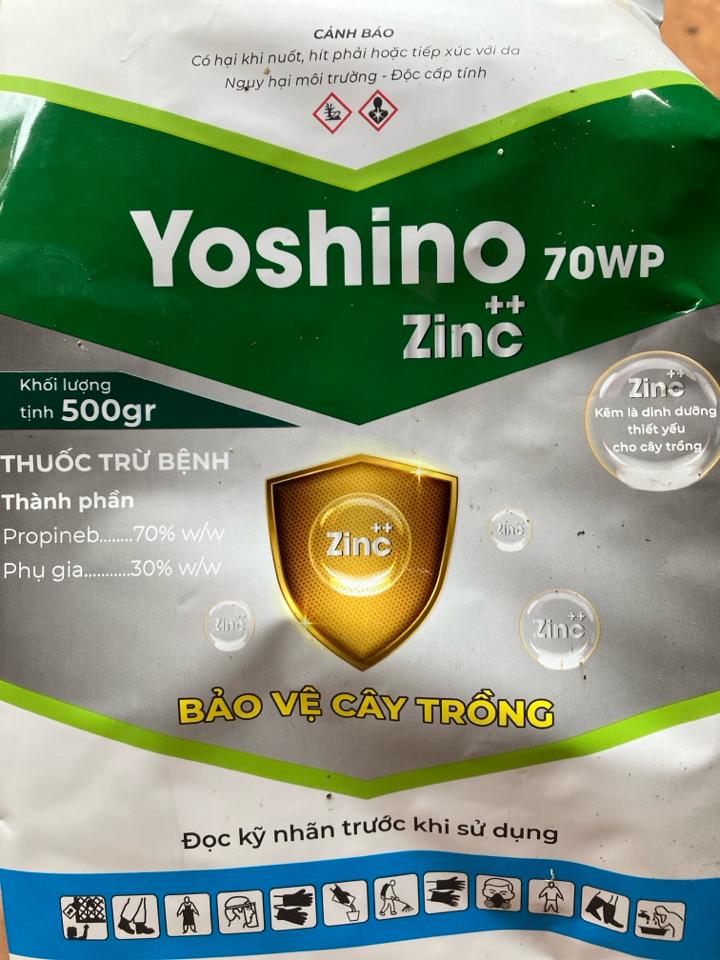 CẢNH BÁO
Có hại khi nuốt, hít phải hoặc tiếp xúc với da
Nguy hại môi trường - Độc cấp tính
Yoshino 70WP
Zinc++
Khối lượng
tịnh 500gr
Zinc++
Kẽm là dinh dưỡng
thiết yếu
cho cây trồng
THUỐC TRỪ BỆNH
Thành phần
Propineb........70% w/w
Phụ gia...........30% w/w
Zinc++
Zinc++
Zinc++
Zinc++
BẢO VỆ CÂY TRỒNG
Đọc kỹ nhãn trước khi sử dụng